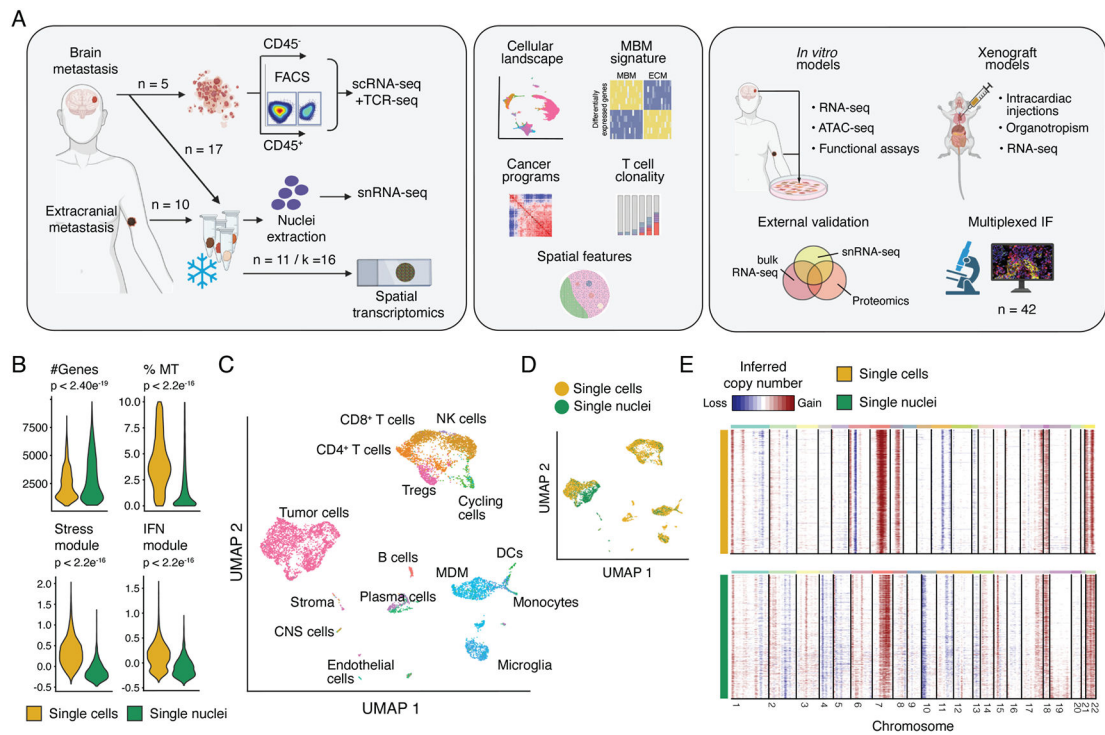 A
Brain
metastasis
n = 5
CD45-
FACS
CD45+
scRNA-seq
+TCR-seq
n = 17
Extracranial
metastasis
n = 10
Nuclei
extraction
snRNA-seq
n = 11 / k =16
Spatial
transcriptomics
Cellular
landscape
MBM
signature
MBM
ECM
Differentially
expressed genes
Cancer
programs
T cell
clonality
Spatial features
In vitro
models
• RNA-seq
• ATAC-seq
• Functional assays
Xenograft
models
• Intracardiac
injections
• Organotropism
• RNA-seq
External validation
bulk
RNA-seq
snRNA-seq
Proteomics
Multiplexed IF
n = 42
B
#Genes
p < 2.40e-19
7500
5000
2500
% MT
p < 2.2e-16
10.0
7.5
5.0
2.5
0.0
Stress
module
p < 2.2e-16
2.0
1.5
1.0
0.5
0.0
-0.5
IFN
module
p < 2.2e-16
1.5
1.0
0.5
0.0
-0.5
Single cells
Single nuclei
C
CD8+ T cells
NK cells
CD4+ T cells
Tregs
Cycling
cells
Tumor cells
B cells
DCs
MDM
Plasma cells
Monocytes
Stroma
CNS cells
Endothelial
cells
Microglia
UMAP 2
UMAP 1
D
Single cells
Single nuclei
UMAP 2
UMAP 1
E
Inferred
copy number
Loss
Gain
Single cells
Single nuclei
1 2 3 4 5 6 7 8 9 10 11 12 13 14 15 16 17 18 19 20 21 22
Chromosome